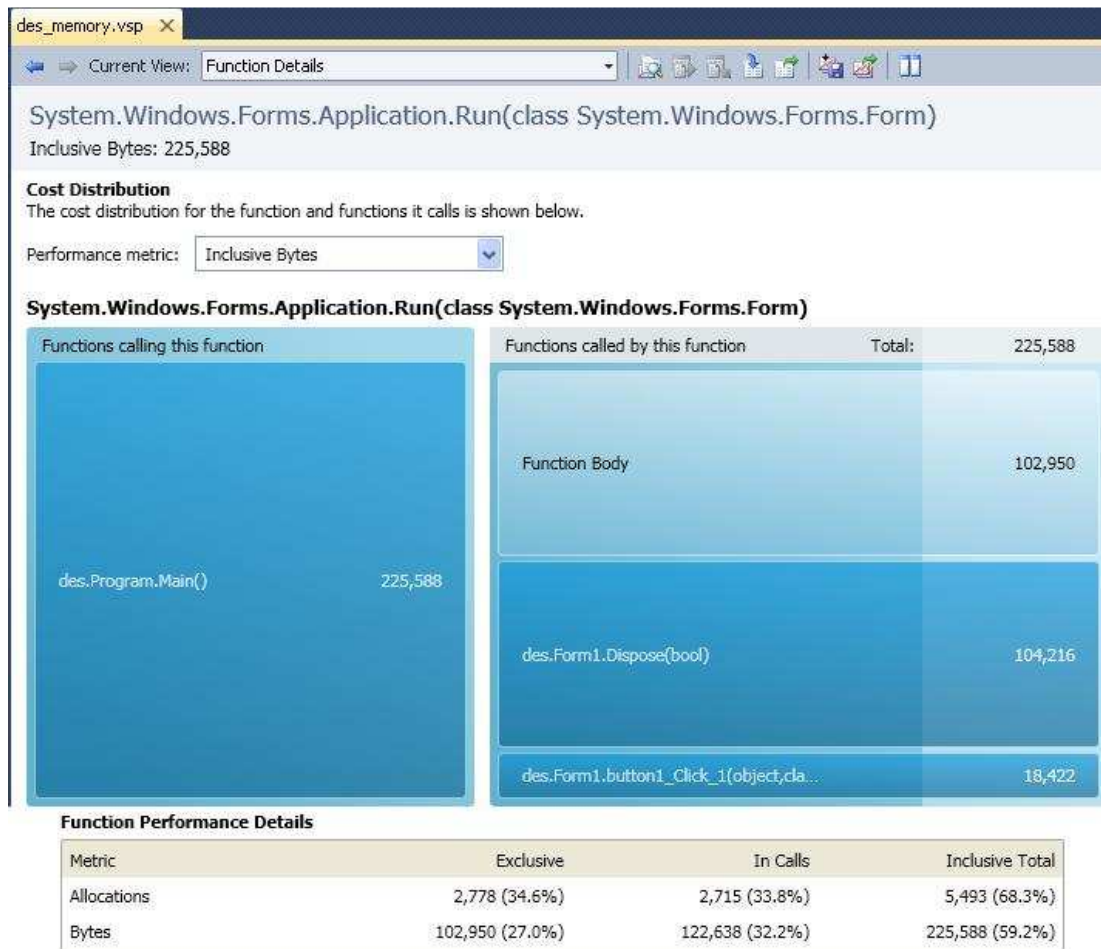 des_memory.vsp
Current View: Function Details
System.Windows.Forms.Application.Run(class System.Windows.Forms.Form)
Inclusive Bytes: 225,588
Cost Distribution
The cost distribution for the function and functions it calls is shown below.
Performance metric: Inclusive Bytes
System.Windows.Forms.Application.Run(class System.Windows.Forms.Form)
Functions calling this function
des.Program.Main() 225,588
Functions called by this function Total: 225,588
Function Body 102,950
des.Form1.Dispose(bool) 104,216
des.Form1.button1_Click_1(object,cla... 18,422
Function Performance Details
Metric Exclusive In Calls Inclusive Total
Allocations 2,778 (34.6%) 2,715 (33.8%) 5,493 (68.3%)
Bytes 102,950 (27.0%) 122,638 (32.2%) 225,588 (59.2%)